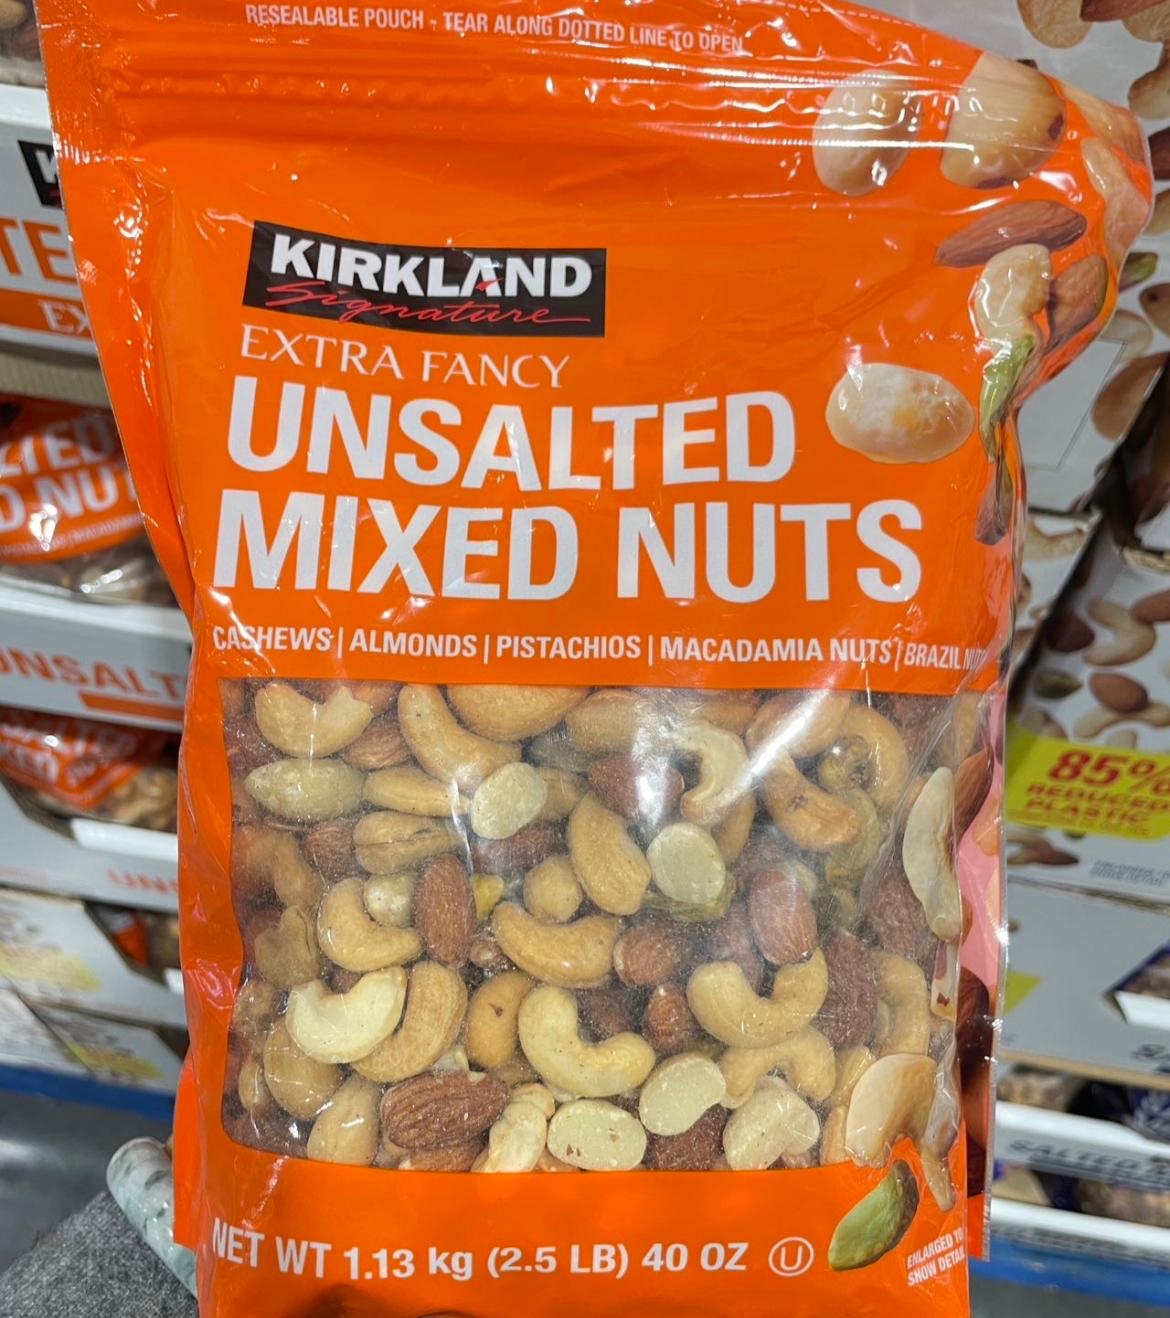 RESEALABLE POUCH - TEAR ALONG DOTTED LINE TO OPEN
KIRKLAND
Signature
EXTRA FANCY
UNSALTED
MIXED NUTS
CASHEWS | ALMONDS | PISTACHIOS | MACADAMIA NUTS | BRAZIL
NET WT 1.13 kg (2.5 LB) 40 OZ U
ENLARGED TO
SHOW DETAIL
85%
REDUCED
PLASTIC
SALTED